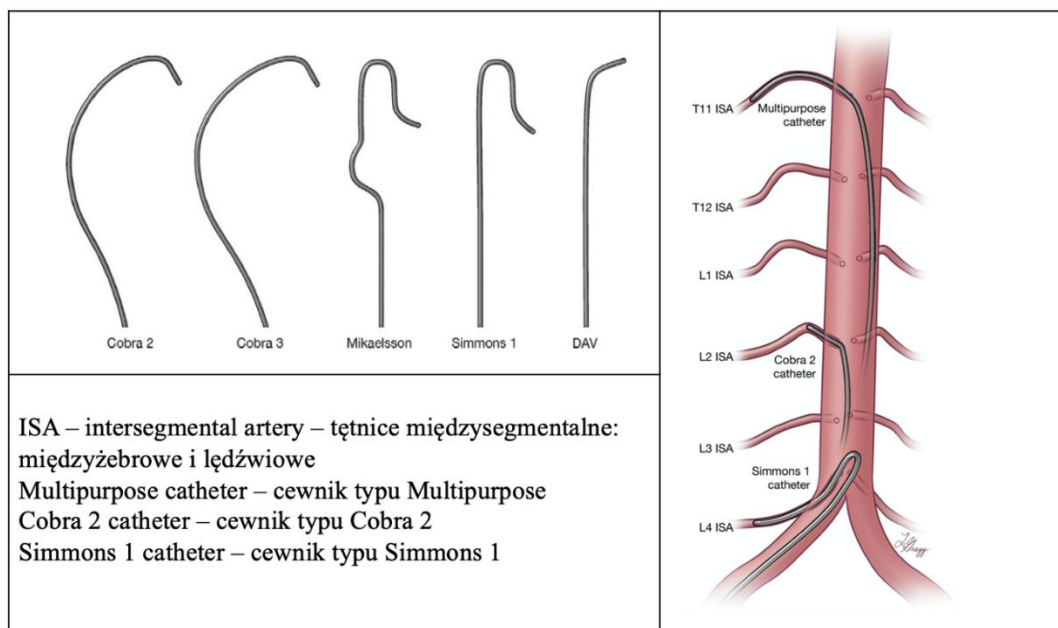 Cobra 2
Cobra 3
Mikaelsson
Simmons 1
DAV
ISA – intersegmental artery – tętnice międzysegmentalne:
międzyżebrowe i lędźwiowe
Multipurpose catheter – cewnik typu Multipurpose
Cobra 2 catheter – cewnik typu Cobra 2
Simmons 1 catheter – cewnik typu Simmons 1
T11 ISA
Multipurpose
catheter
T12 ISA
L1 ISA
L2 ISA
Cobra 2
catheter
L3 ISA
Simmons 1
catheter
L4 ISA